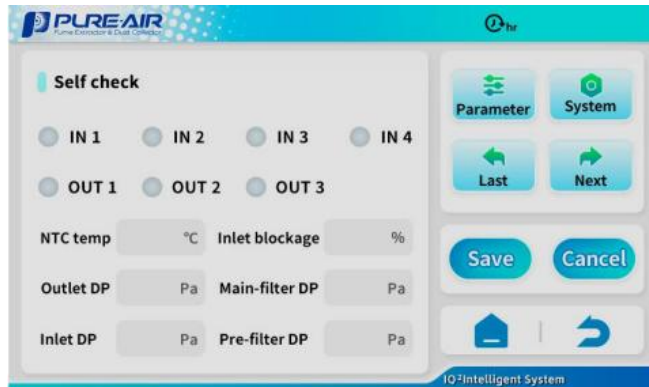 PURE-AIR
Fume Extractor & Dust Collector
hr
Self check
IN 1 IN 2 IN 3 IN 4
OUT 1 OUT 2 OUT 3
NTC temp °C Inlet blockage %
Outlet DP Pa Main-filter DP Pa
Inlet DP Pa Pre-filter DP Pa
Parameter System
Last Next
Save Cancel
IQ²Intelligent System